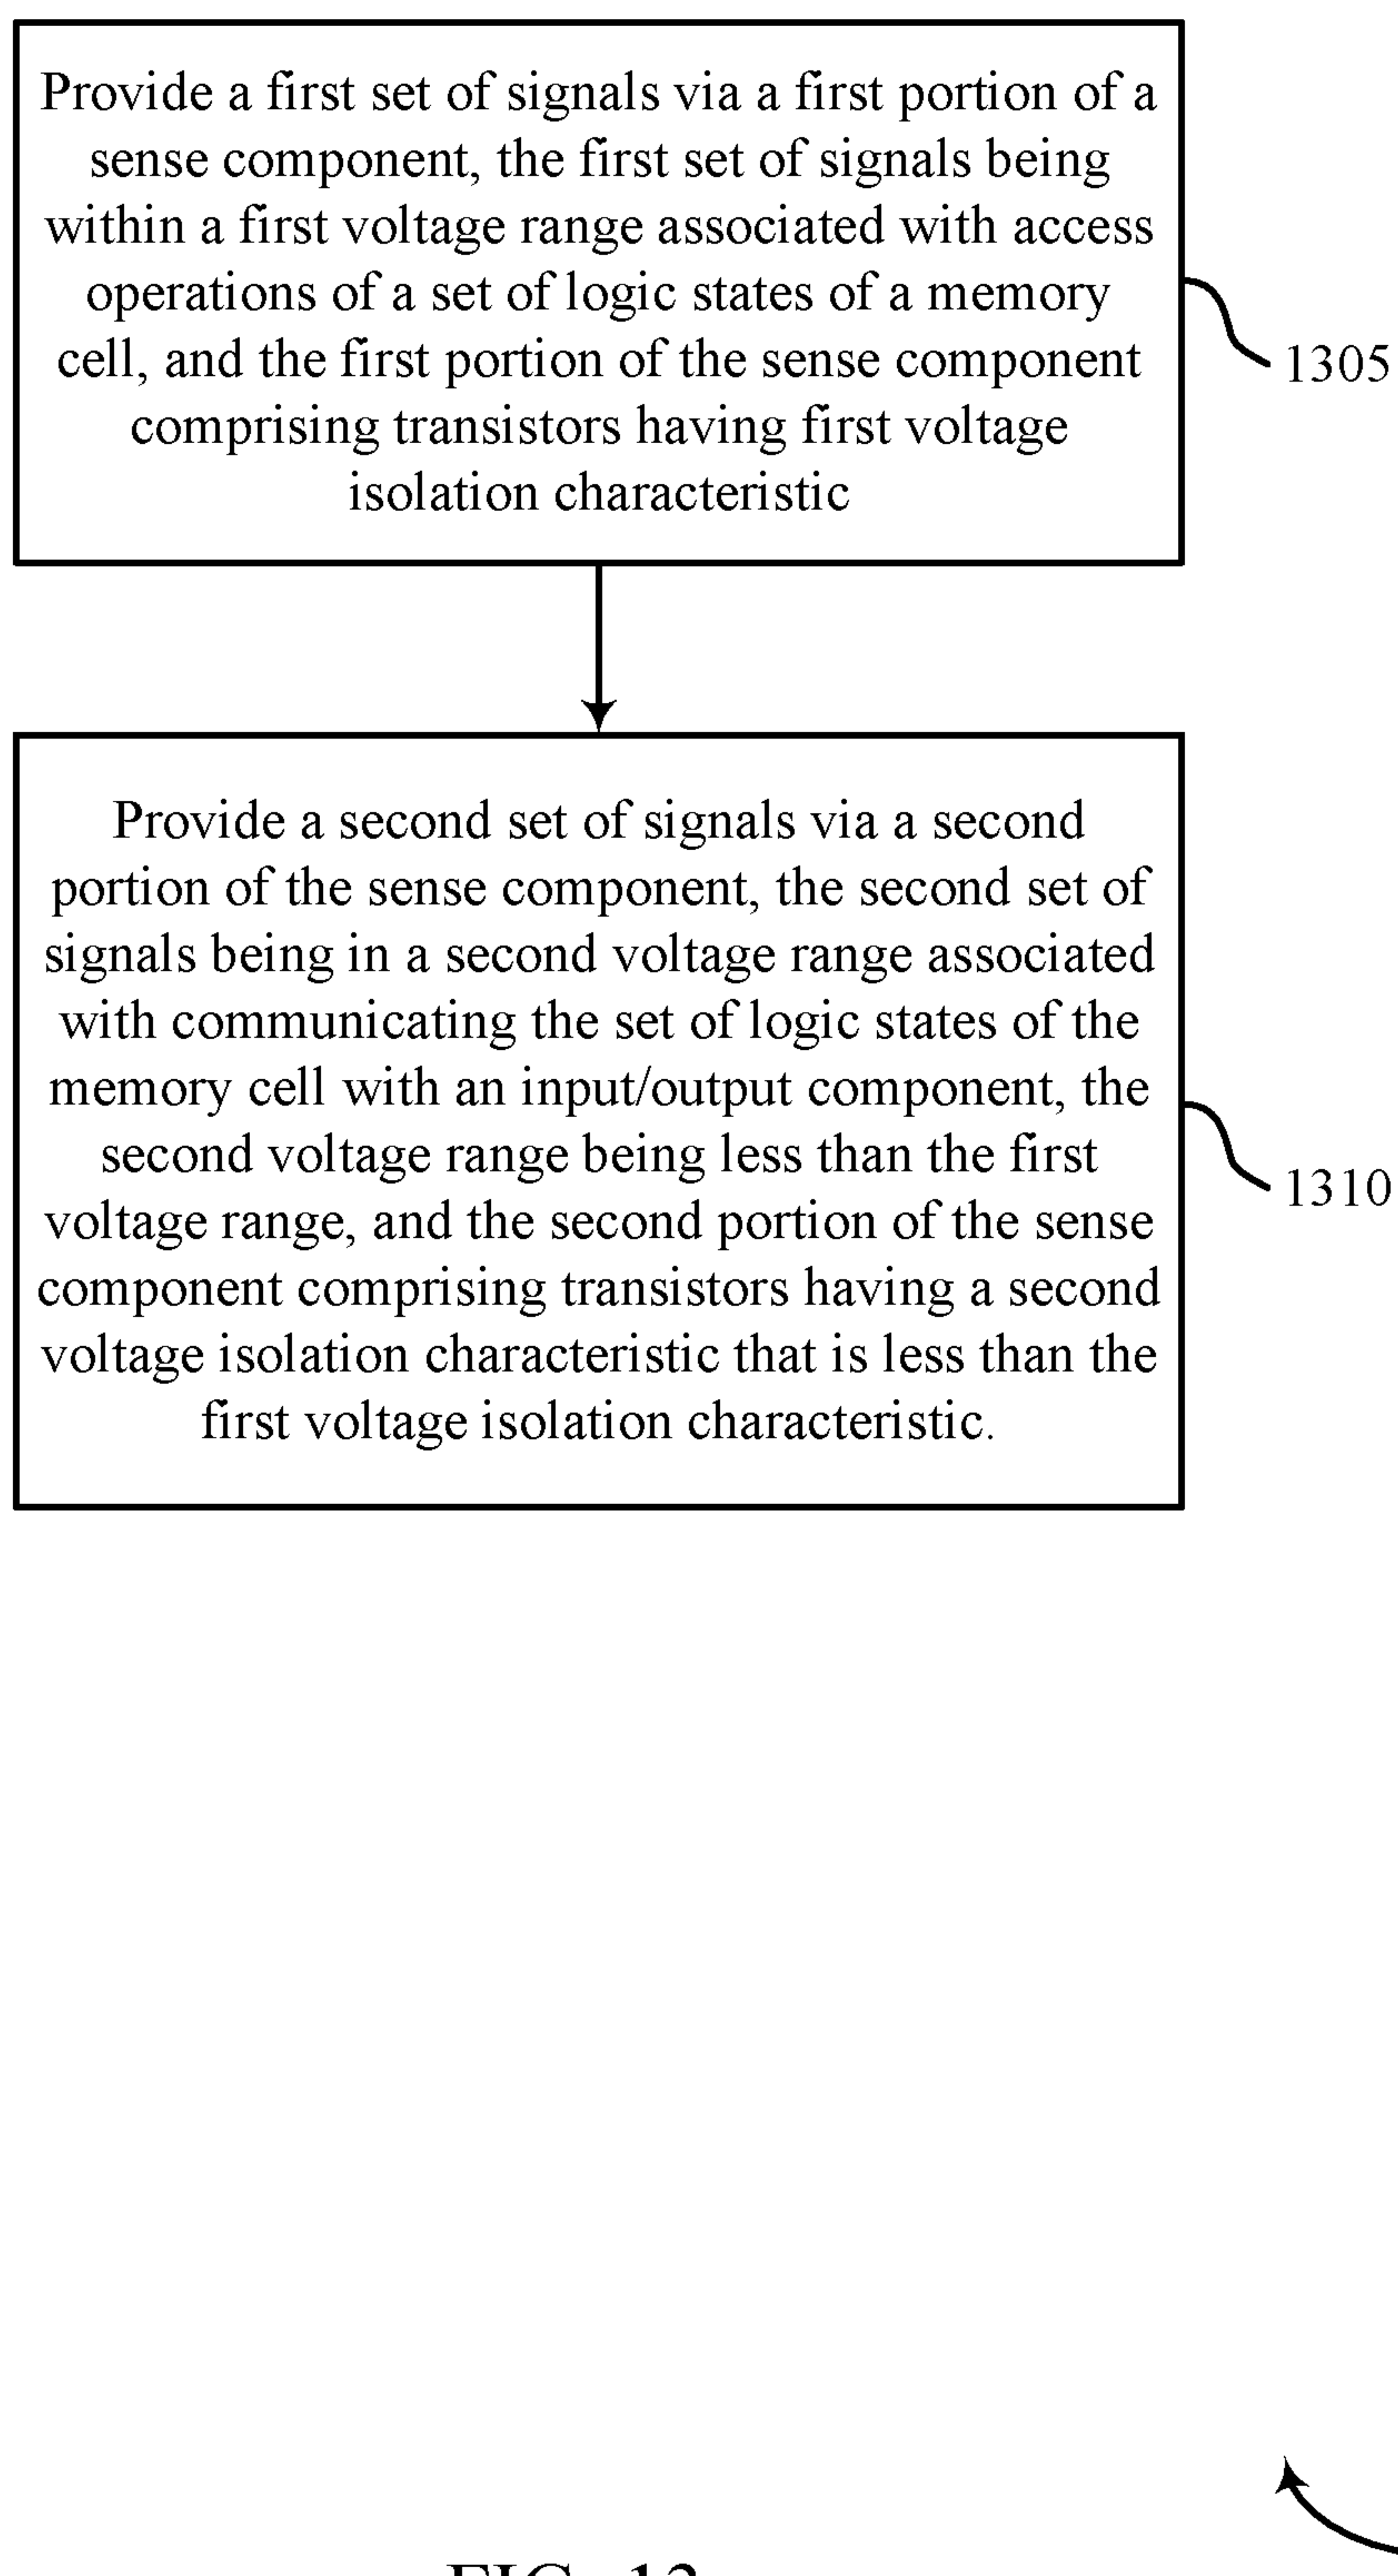 Provide a first set of signals via a first portion of a
sense component, the first set of signals being
within a first voltage range associated with access
operations of a set of logic states of a memory
cell, and the first portion of the sense component
comprising transistors having first voltage
isolation characteristic
1305
Provide a second set of signals via a second
portion of the sense component, the second set of
signals being in a second voltage range associated
with communicating the set of logic states of the
memory cell with an input/output component, the
second voltage range being less than the first
voltage range, and the second portion of the sense
component comprising transistors having a second
voltage isolation characteristic that is less than the
first voltage isolation characteristic.
1310
FIG. 13